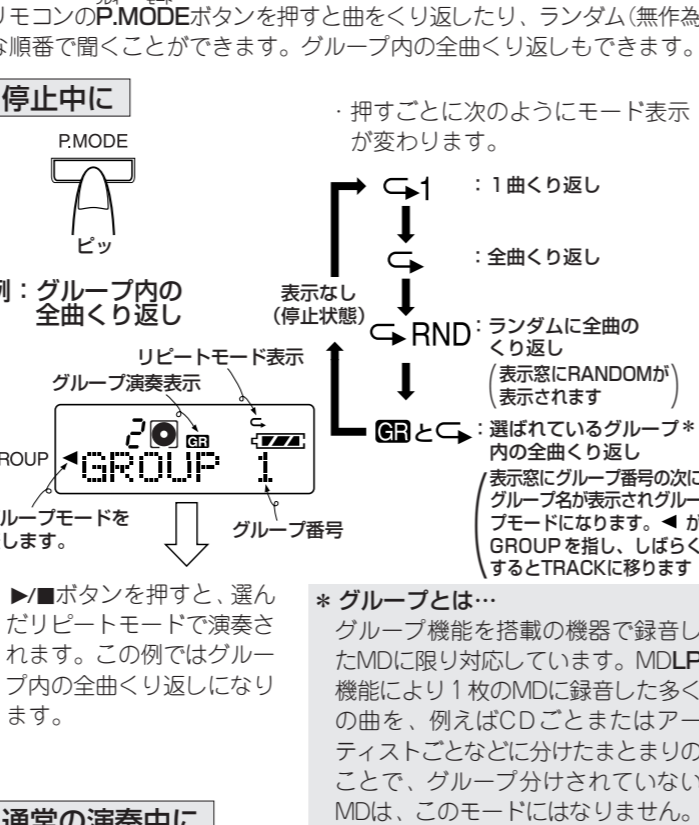 リモコンのP.MODEボタンを押すと曲をくり返したり、ランダム(無作為
な順番で聞くことができます。グループ内の全曲くり返しもできます。
停止中に
P.MODE
ピッ
・押すごとに次のようにモード表示
が変わります。
1 ：1曲くり返し
：全曲くり返し
表示なし
(停止状態)
RND ：ランダムに全曲の
くり返し
(表示窓にRANDOMが
表示されます)
GR と ：選ばれているグループ＊
内の全曲くり返し
(表示窓にグループ番号の次に
グループ名が表示されグルー
プモードになります。◀ が
GROUPを指し、しばらく
するとTRACKに移ります
例：グループ内の
全曲くり返し
リピートモード表示
グループ演奏表示
2 GR
ROUP ◀ GROUP 1
ループモードを
します。
グループ番号
▶/■ボタンを押すと、選ん
だリピートモードで演奏さ
れます。この例ではグルー
プ内の全曲くり返しになり
ます。
＊ グループとは…
グループ機能を搭載の機器で録音し
たMDに限り対応しています。MDLP
機能により1枚のMDに録音した多く
の曲を、例えばCDごとまたはアー
ティストごとなどに分けたまとまりの
ことで、グループ分けされていない
MDは、このモードにはなりません。
通常の演奏中に